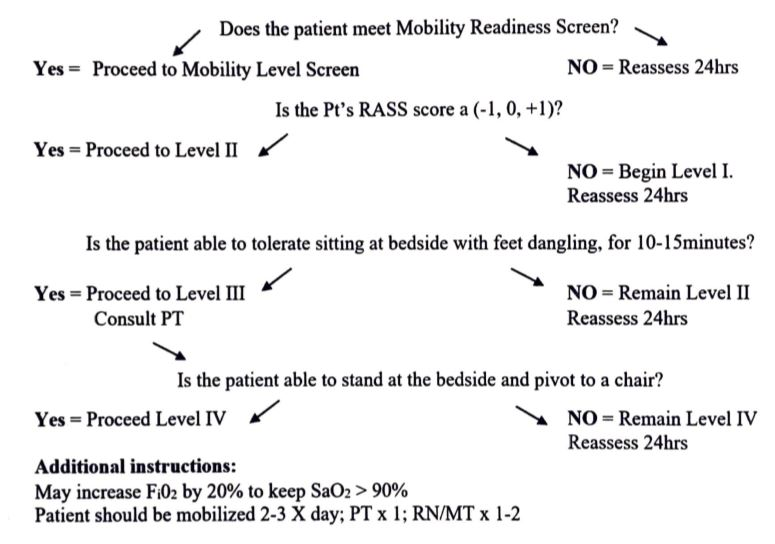 Does the patient meet Mobility Readiness Screen?
Yes = Proceed to Mobility Level Screen
NO = Reassess 24hrs
Is the Pt's RASS score a (-1, 0, +1)?
Yes = Proceed to Level II
NO = Begin Level I.
Reassess 24hrs
Is the patient able to tolerate sitting at bedside with feet dangling, for 10-15minutes?
Yes = Proceed to Level III
Consult PT
NO = Remain Level II
Reassess 24hrs
Is the patient able to stand at the bedside and pivot to a chair?
Yes = Proceed Level IV
NO = Remain Level IV
Reassess 24hrs
Additional instructions:
May increase Fi02 by 20% to keep SaO2 > 90%
Patient should be mobilized 2-3 X day; PT x 1; RN/MT x 1-2